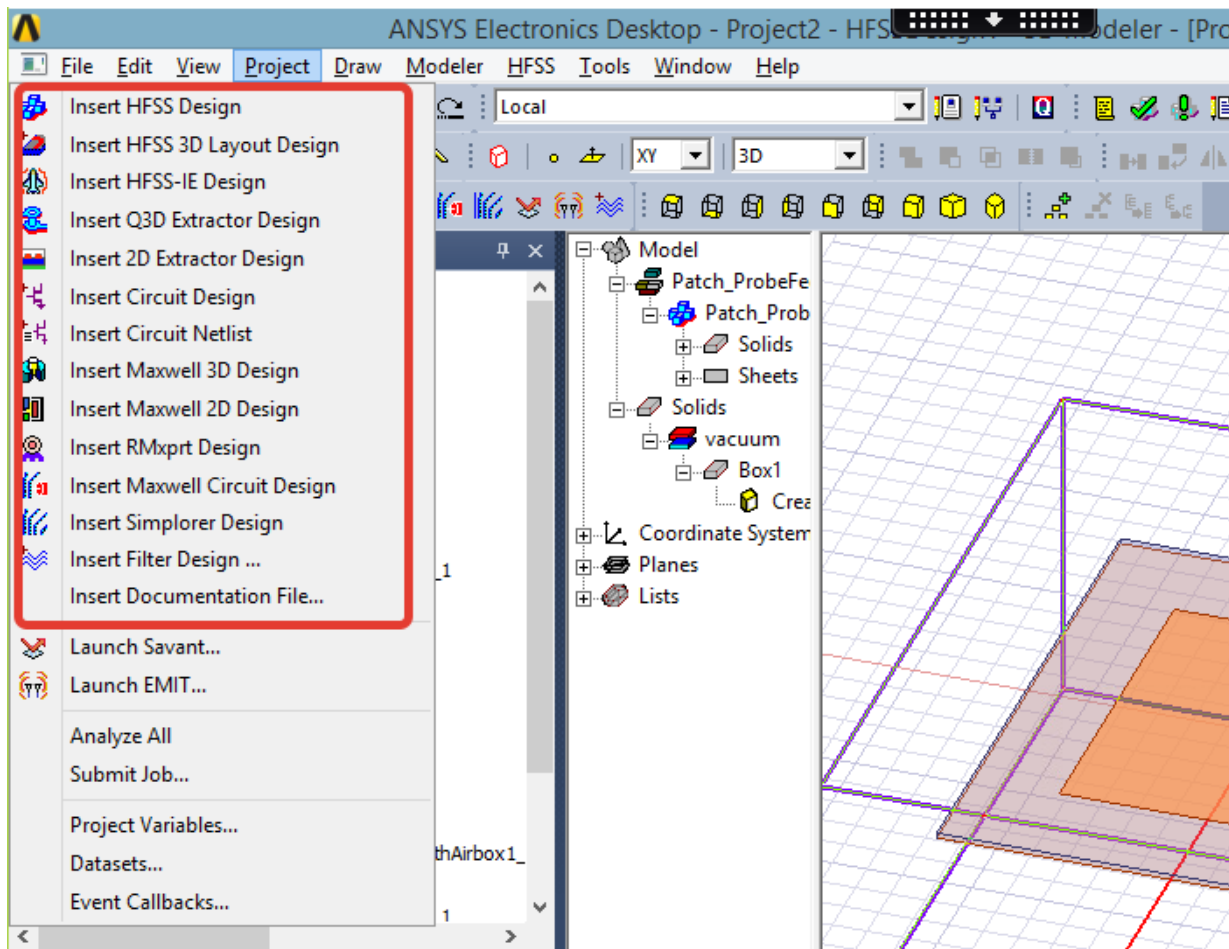 ANSYS Electronics Desktop - Project2 - HFS
deler - [Pro
File Edit View Project Draw Modeler HFSS Tools Window Help
Insert HFSS Design
Insert HFSS 3D Layout Design
Insert HFSS-IE Design
Insert Q3D Extractor Design
Insert 2D Extractor Design
Insert Circuit Design
Insert Circuit Netlist
Insert Maxwell 3D Design
Insert Maxwell 2D Design
Insert RMxprt Design
Insert Maxwell Circuit Design
Insert Simplorer Design
Insert Filter Design ...
Insert Documentation File...
Launch Savant...
Launch EMIT...
Analyze All
Submit Job...
Project Variables...
Datasets...
Event Callbacks...
Local
XY
3D
_1
thAirbox1_
1
Model
Patch_ProbeFe
Patch_Prob
Solids
Sheets
Solids
vacuum
Box1
Crea
Coordinate System
Planes
Lists